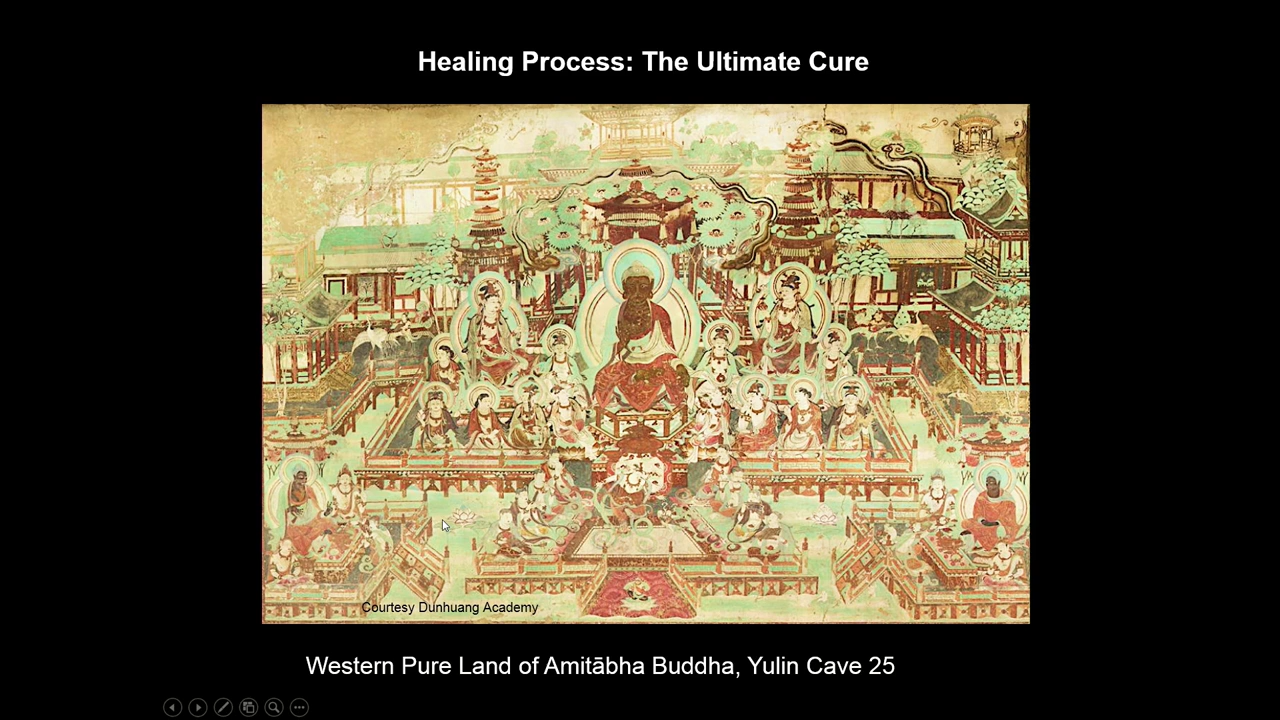 Healing Process: The Ultimate Cure
Courtesy Dunhuang Academy
Western Pure Land of Amitābha Buddha, Yulin Cave 25